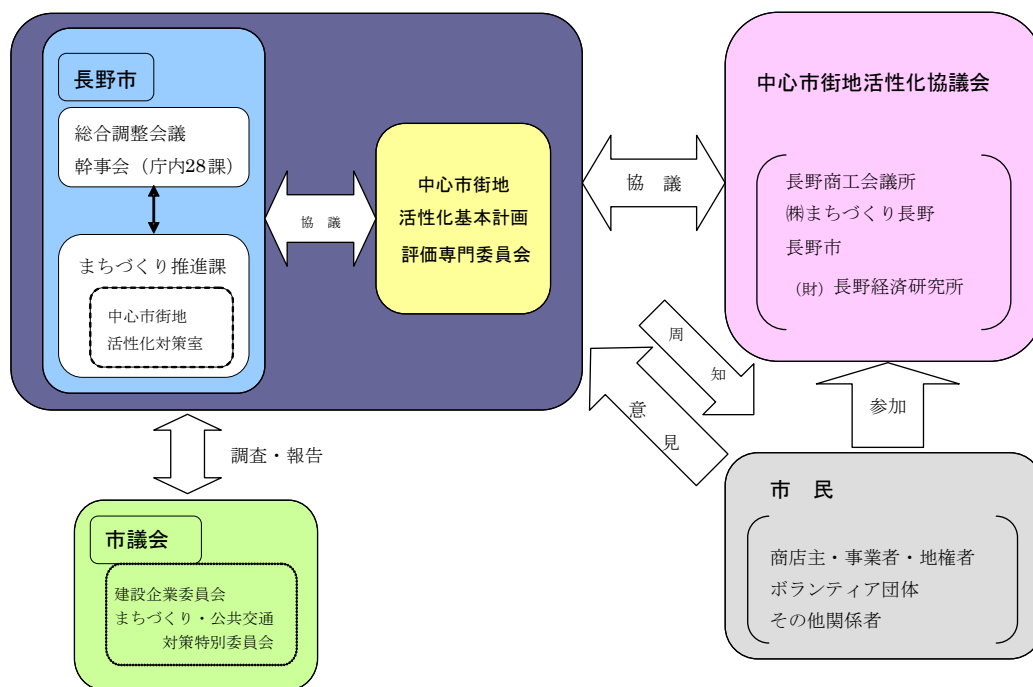 長野市
総合調整会議
幹事会（庁内28課）
まちづくり推進課
中心市街地
活性化対策室
協　議
中心市街地
活性化基本計画
評価専門委員会
協　議
中心市街地活性化協議会
長野商工会議所
㈱まちづくり長野
長野市
（財）長野経済研究所
周知
意見
参加
調査・報告
市議会
建設企業委員会
まちづくり・公共交通
対策特別委員会
市　民
商店主・事業者・地権者
ボランティア団体
その他関係者